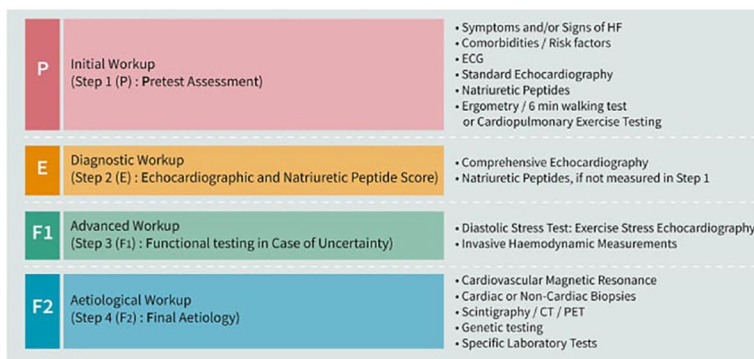 P
Initial Workup
(Step 1 (P) : Pretest Assessment)
• Symptoms and/or Signs of HF
• Comorbidities / Risk factors
• ECG
• Standard Echocardiography
• Natriuretic Peptides
• Ergometry / 6 min walking test
or Cardiopulmonary Exercise Testing
E
Diagnostic Workup
(Step 2 (E) : Echocardiographic and Natriuretic Peptide Score)
• Comprehensive Echocardiography
• Natriuretic Peptides, if not measured in Step 1
F1
Advanced Workup
(Step 3 (F1) : Functional testing in Case of Uncertainty)
• Diastolic Stress Test: Exercise Stress Echocardiography
• Invasive Haemodynamic Measurements
F2
Aetiological Workup
(Step 4 (F2) : Final Aetiology)
• Cardiovascular Magnetic Resonance
• Cardiac or Non-Cardiac Biopsies
• Scintigraphy / CT / PET
• Genetic testing
• Specific Laboratory Tests